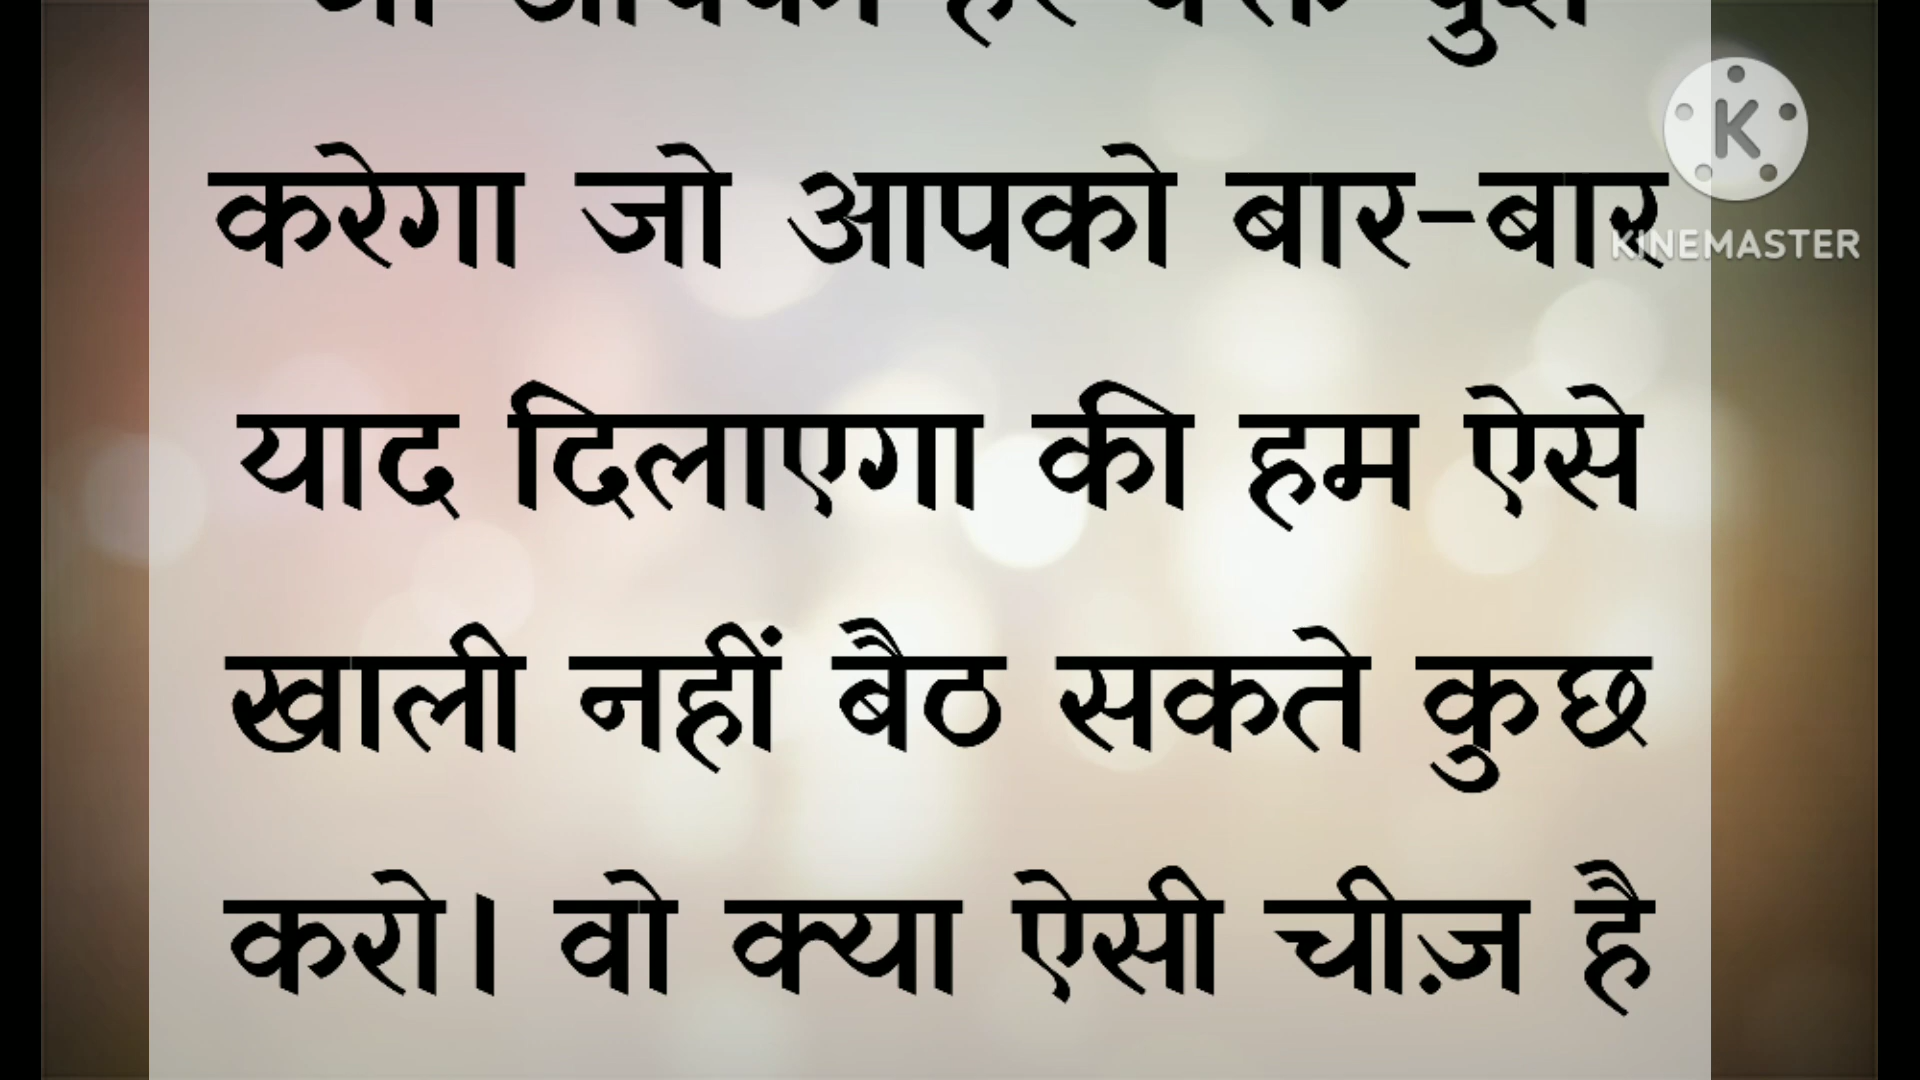 करेगा जो आपको बार-बार
याद दिलाएगा की हम ऐसे
खाली नहीं बैठ सकते कुछ
करो। वो क्या ऐसी चीज़ है
K
KINEMASTER